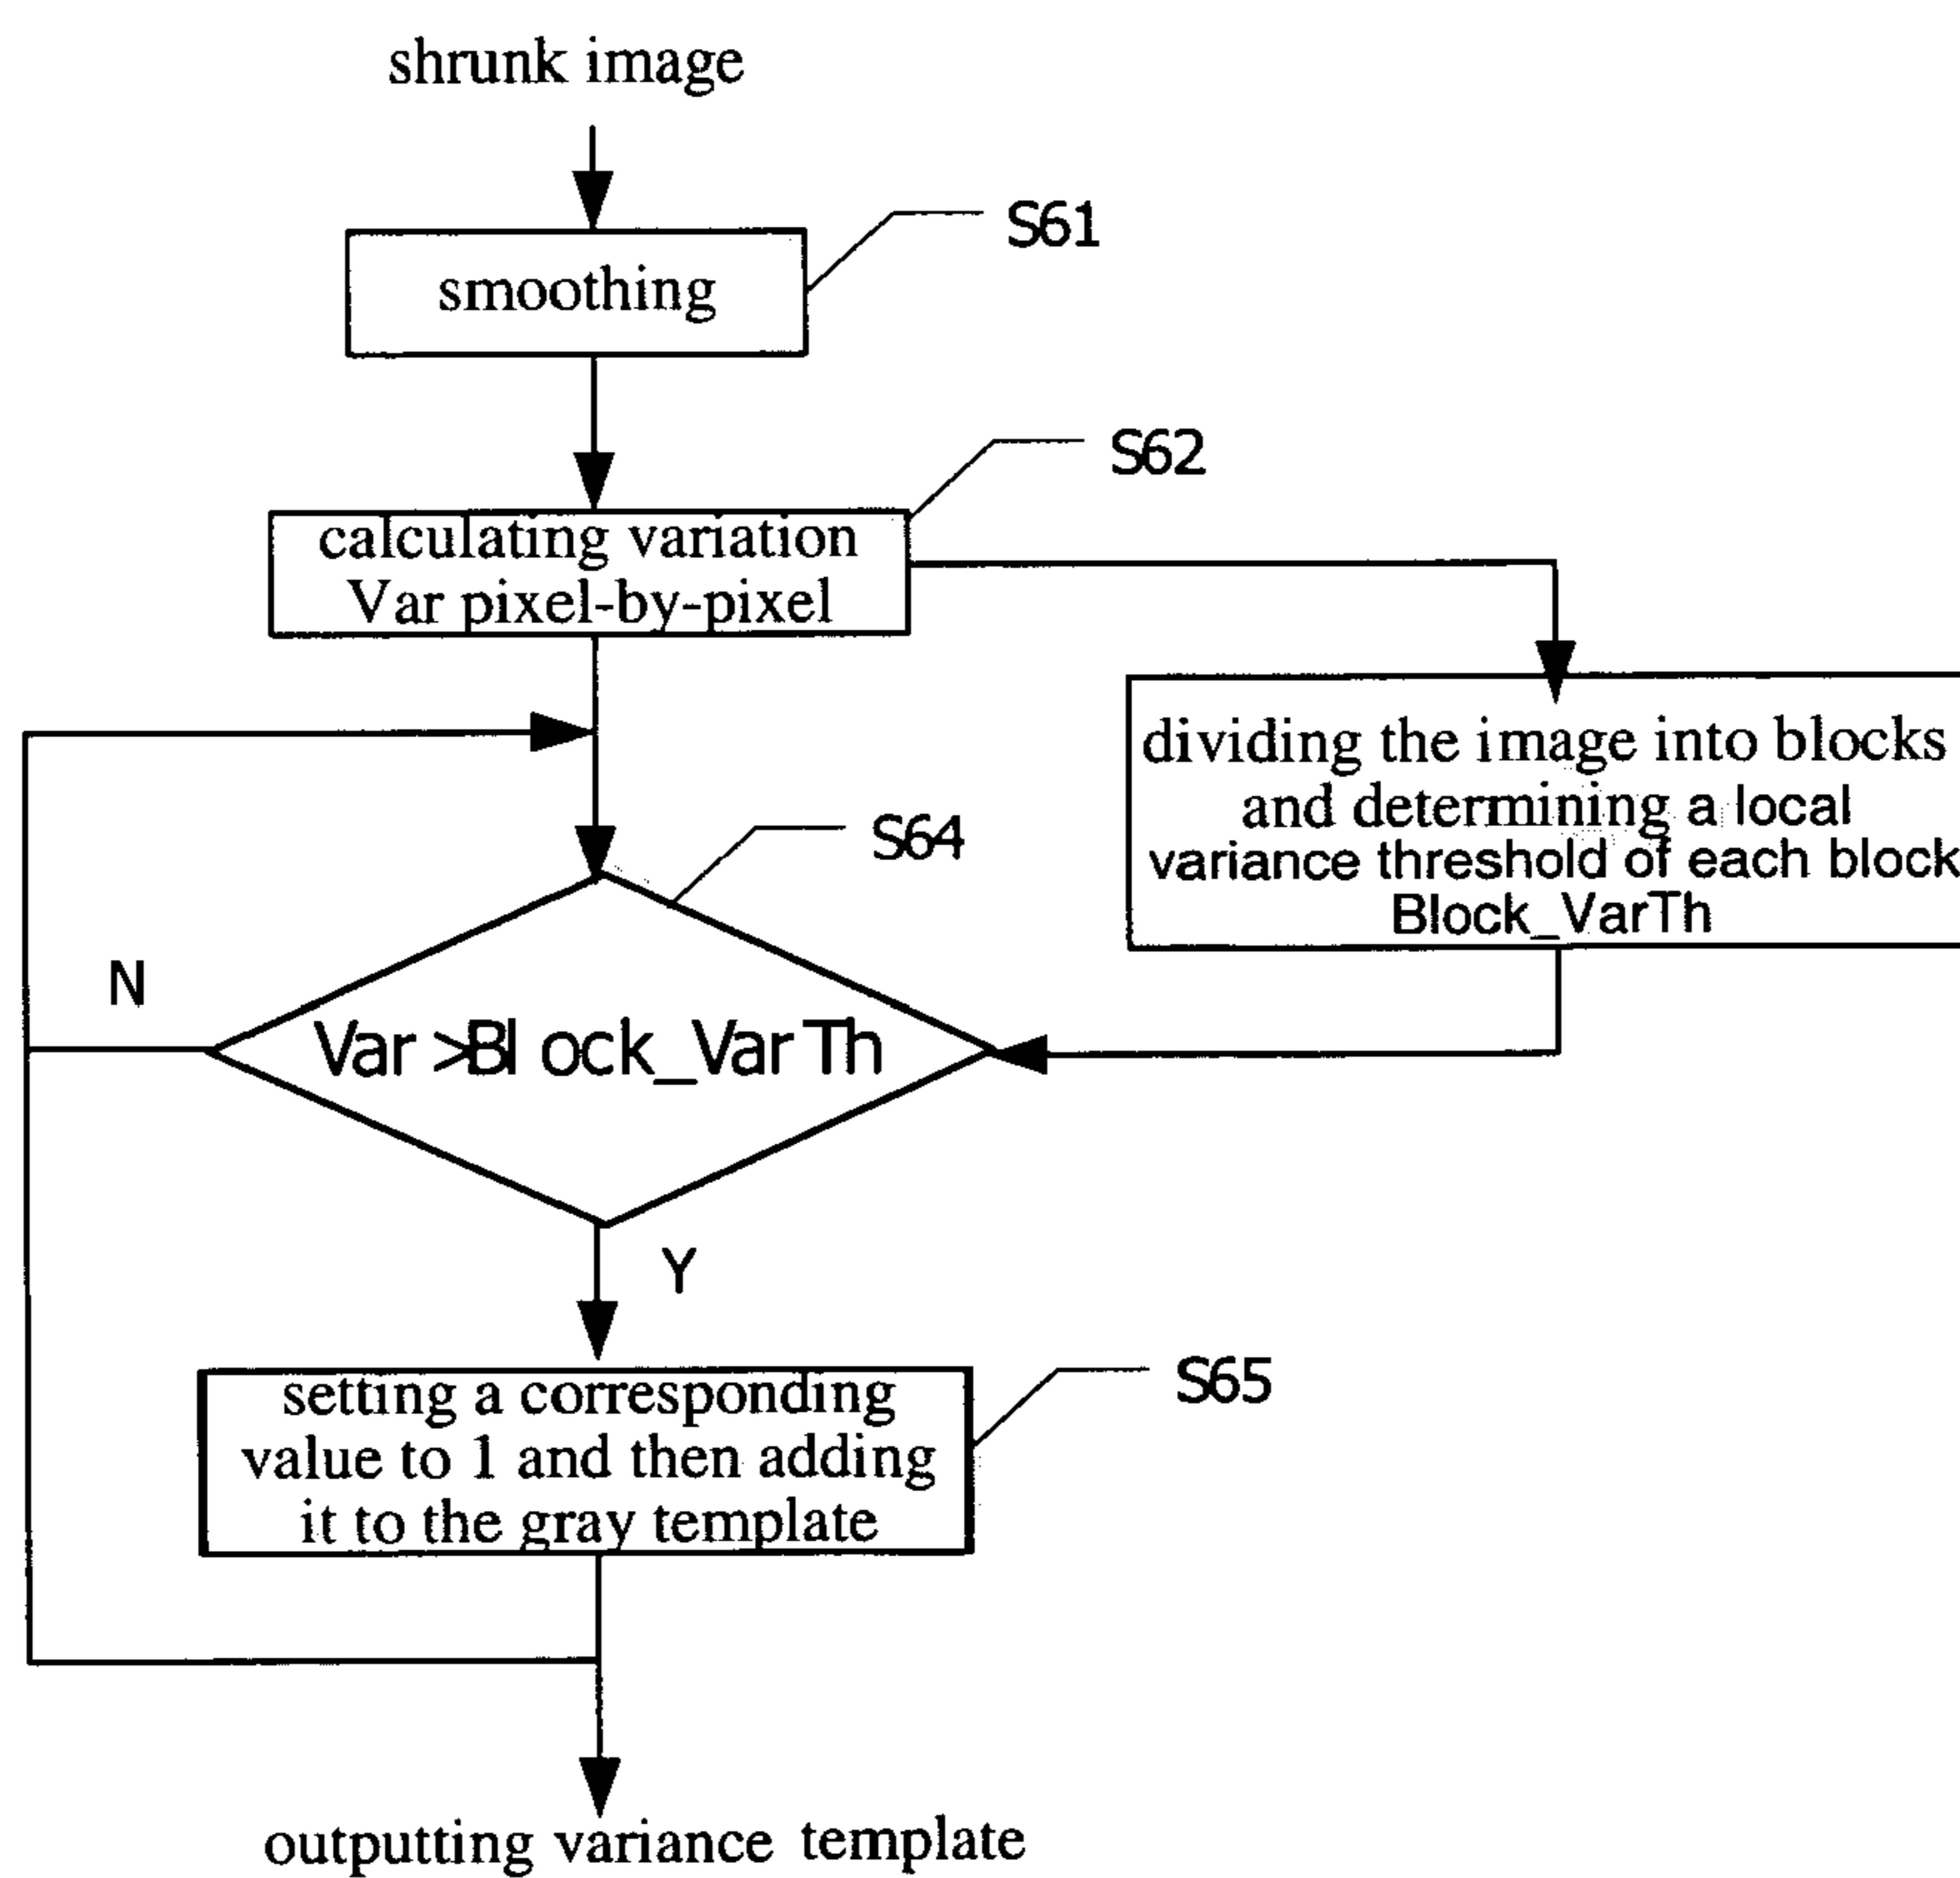 shrunk image
S61
smoothing
S62
calculating variation
Var pixel-by-pixel
dividing the image into blocks
and determining a local
variance threshold of each block
Block_VarTh
S64
N
Var >Block_VarTh
Y
S65
setting a corresponding
value to 1 and then adding
it to the gray template
outputting variance template